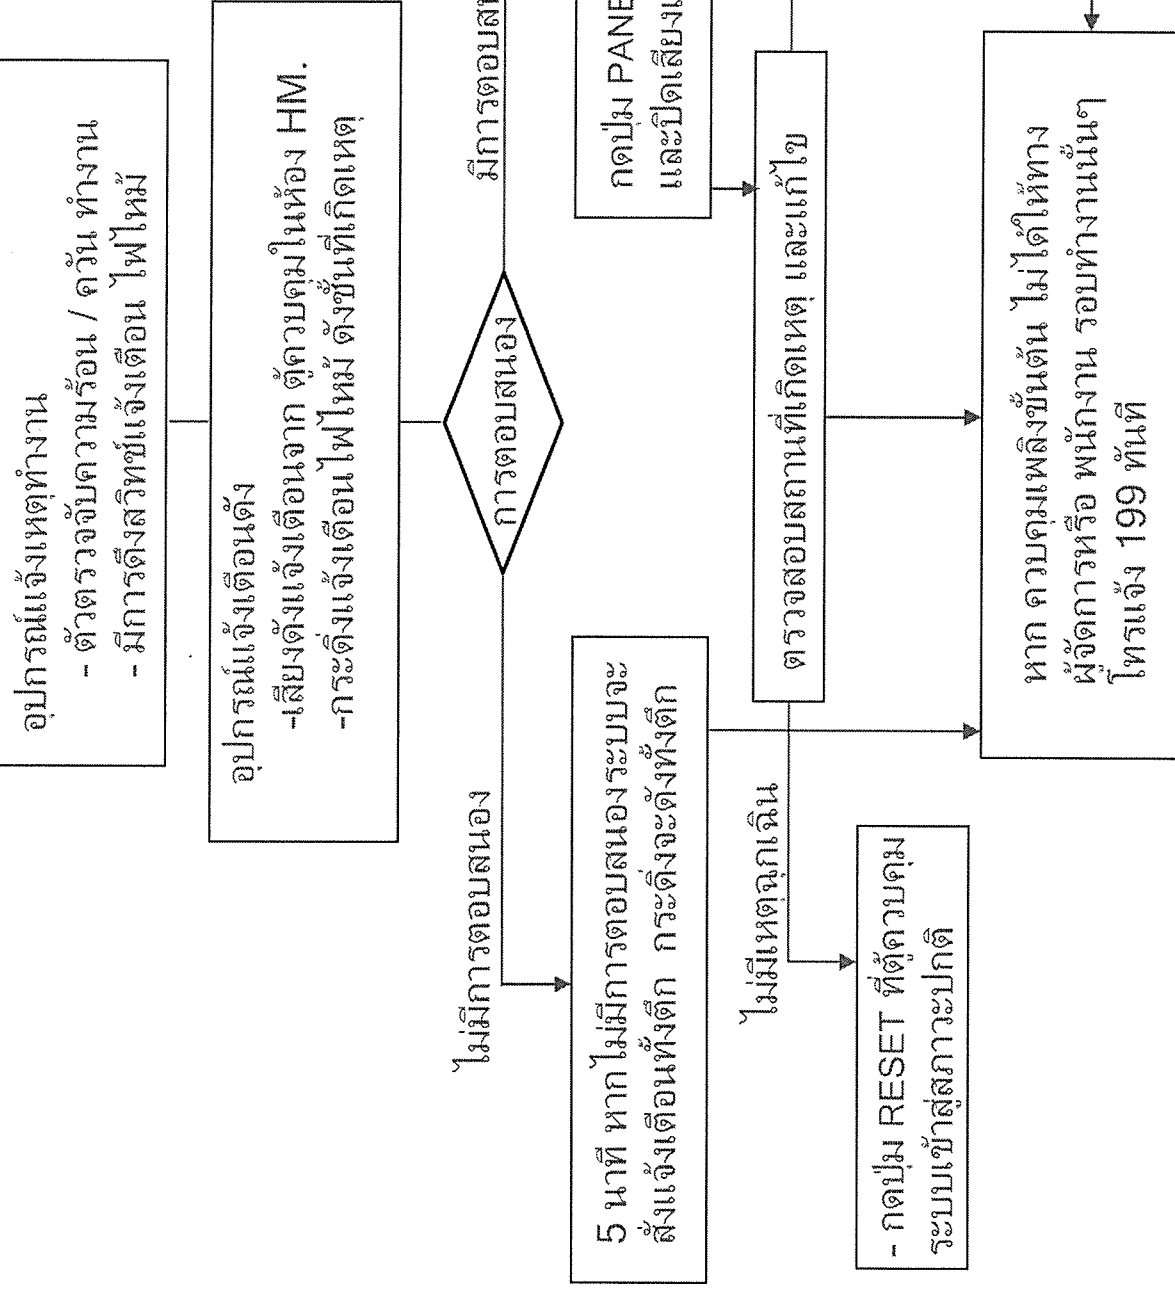 อุปกรณ์แจ้งเหตุทำงาน
- ตัวตรวจจับความร้อน / ควัน ทำงาน
- มีการดึงสวิทช์แจ้งเตือน ไฟไหม้
อุปกรณ์แจ้งเตือนดัง
-เสียงดังแจ้งเตือนจาก ตู้ควบคุมในห้อง HM.
-กระดิ่งแจ้งเตือนไฟไหม้ ดังชั้นที่เกิดเหตุ
การตอบสนอง
ไม่มีการตอบสนอง
มีการตอบสน
5 นาที หากไม่มีการตอบสนองระบบจะ
สั่งแจ้งเตือนทั้งตึก กระดิ่งจะดังทั้งตึก
กดปุ่ม PANE
และปิดเสียง
ตรวจสอบสถานที่เกิดเหตุ และแก้ไข
ไม่มีเหตุฉุกเฉิน
- กดปุ่ม RESET ที่ตู้ควบคุม
ระบบเข้าสู่สภาวะปกติ
หาก ควบคุมเพลิงขั้นต้น ไม่ได้ให้ทาง
ผู้จัดการหรือ พนักงาน รอบทำงานนั้นๆ
โทรแจ้ง 199 ทันที